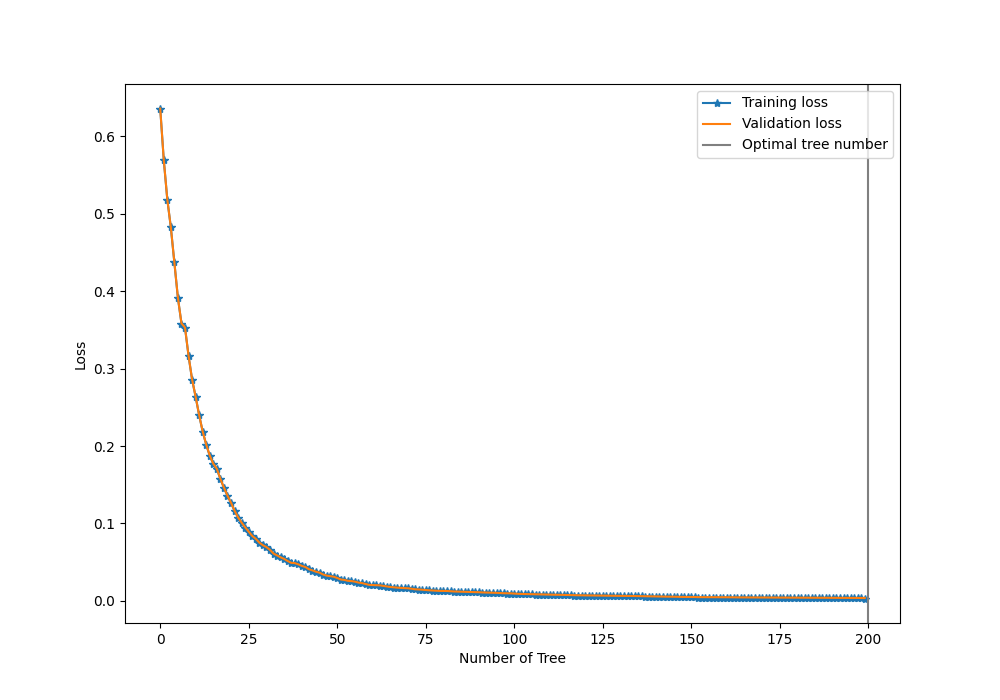 Training loss
Validation loss
Optimal tree number
0.6
0.5
0.4
0.3
0.2
0.1
0.0
Loss
0 25 50 75 100 125 150 175 200
Number of Tree